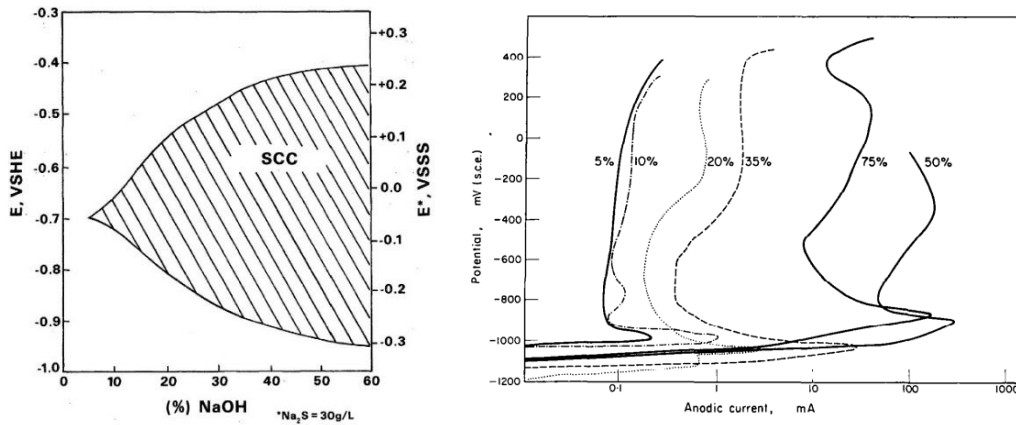 -0.3
-0.4
-0.5
-0.6
-0.7
-0.8
-0.9
-1.0
E, VSHE
SCC
+0.3
+0.2
+0.1
0.0
-0.1
-0.2
-0.3
E*, VSSS
0 10 20 30 40 50 60
(%) NaOH
*Na₂S = 30g/L
400
200
0
-200
-400
-600
-800
-1000
-1200
Potential, mV (s.c.e.)
5% 10% 20% 35% 75% 50%
0·1 1 10 100 1000
Anodic current, mA